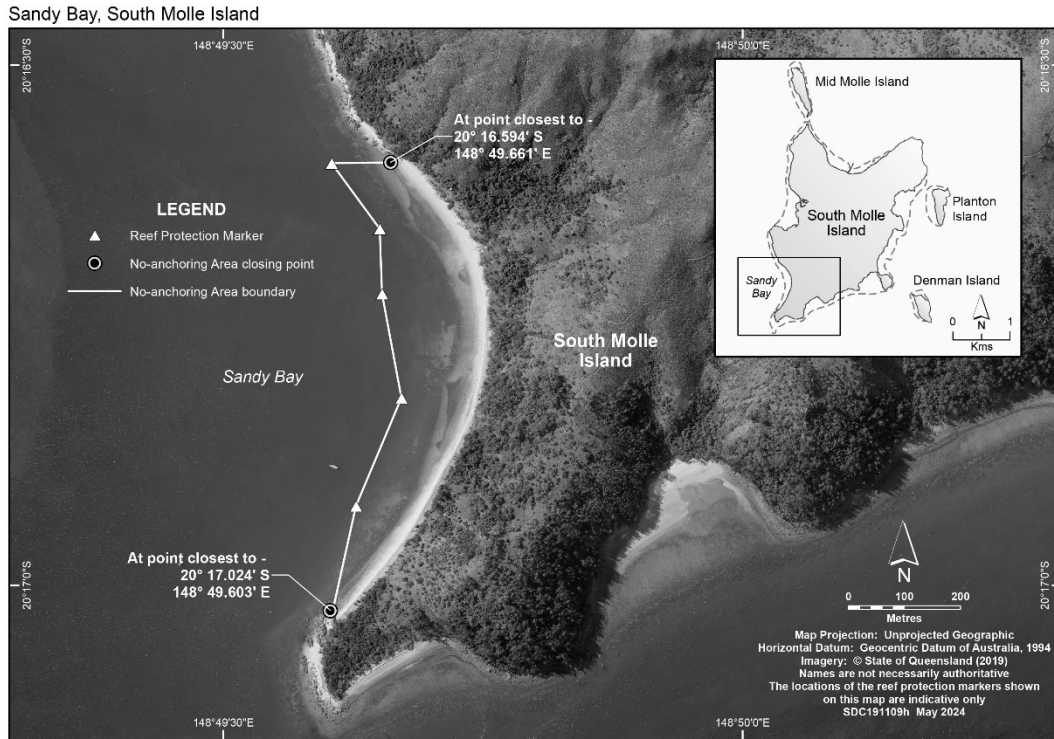 Sandy Bay, South Molle Island
148°49'30"E
148°50'0"E
20°16'30"S
20°16'30"S
At point closest to -
20° 16.594' S
148° 49.661' E
LEGEND
Reef Protection Marker
No-anchoring Area closing point
No-anchoring Area boundary
Mid Molle Island
South Molle
Island
Planton
Island
Sandy
Bay
Denman Island
0 1
N
Kms
South Molle
Island
Sandy Bay
At point closest to -
20° 17.024' S
148° 49.603' E
20°17'0"S
20°17'0"S
N
0 100 200
Metres
Map Projection: Unprojected Geographic
Horizontal Datum: Geocentric Datum of Australia, 1994
Imagery: © State of Queensland (2019)
Names are not necessarily authoritative
The locations of the reef protection markers shown
on this map are indicative only
SDC191109h May 2024
148°49'30"E
148°50'0"E